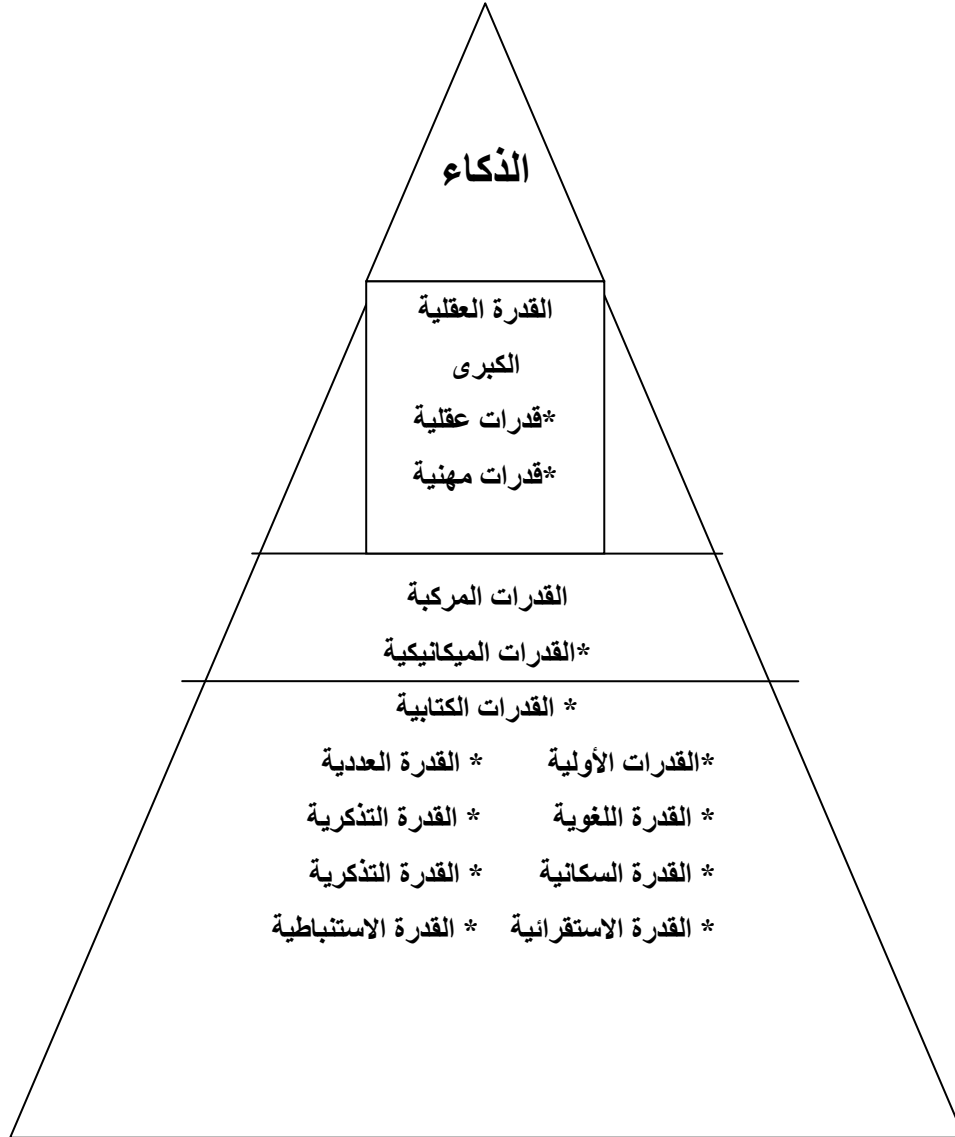 الذكاء
القدرة العقلية
الكبرى
*قدرات عقلية
*قدرات مهنية
القدرات المركبة
*القدرات الميكانيكية
* القدرات الكتابية
*القدرات الأولية * القدرة العددية
* القدرة اللغوية * القدرة التذكرية
* القدرة السكانية * القدرة التذكرية
* القدرة الاستقرائية * القدرة الاستنباطية